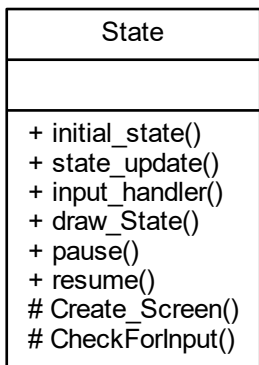 State
+ initial_state()
+ state_update()
+ input_handler()
+ draw_State()
+ pause()
+ resume()
# Create_Screen()
# CheckForInput()